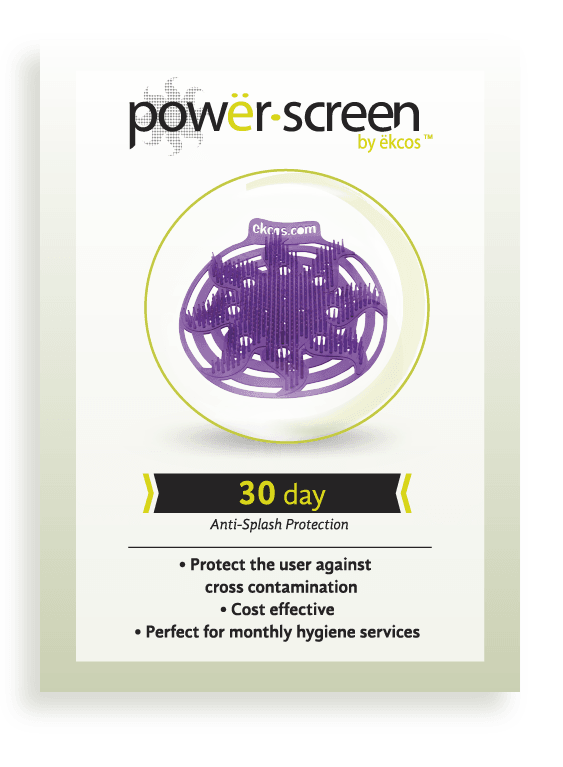 powër·screen
by ëkcos™
ekcos.com
30 day
Anti-Splash Protection
• Protect the user against
cross contamination
• Cost effective
• Perfect for monthly hygiene services